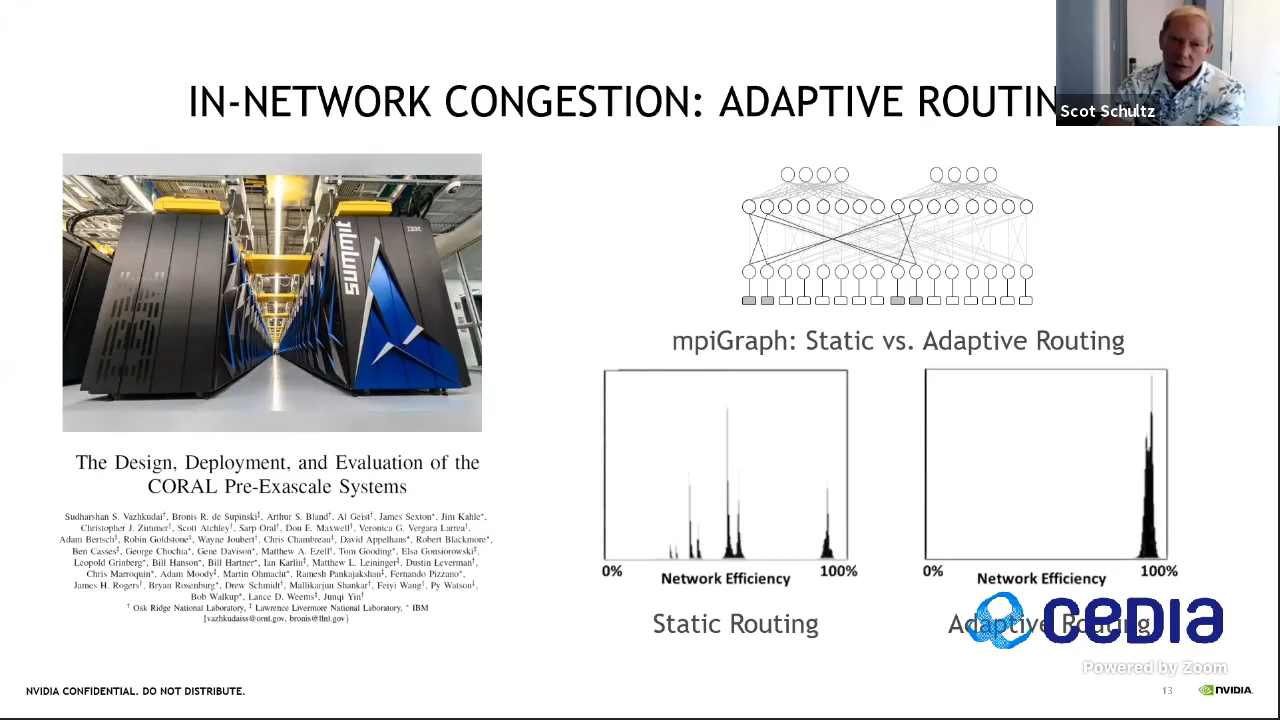 IN-NETWORK CONGESTION: ADAPTIVE ROUTIN
Scot Schultz
summit
IBM
mpiGraph: Static vs. Adaptive Routing
The Design, Deployment, and Evaluation of the
CORAL Pre-Exascale Systems
Sudharshan S. Vazhkudai†, Bronis R. de Supinski‡, Arthur S. Bland†, Al Geist†, James Sexton*, Jim Kahle*,
Christopher J. Zimmer†, Scott Atchley†, Sarp Oral†, Don E. Maxwell†, Veronica G. Vergara Larrea†,
Adam Bertsch‡, Robin Goldstone‡, Wayne Joubert†, Chris Chambreau‡, David Appelhans*, Robert Blackmore*,
Ben Casses‡, George Chochia*, Gene Davison*, Matthew A. Ezell†, Tom Gooding*, Elsa Gonsiorowski‡,
Leopold Grinberg*, Bill Hanson*, Bill Hartner*, Ian Karlin‡, Matthew L. Leininger‡, Dustin Leverman†,
Chris Marroquin*, Adam Moody‡, Martin Ohmacht*, Ramesh Pankajakshan‡, Fernando Pizzano*,
James H. Rogers†, Bryan Rosenburg*, Drew Schmidt†, Mallikarjun Shankar†, Feiyi Wang†, Py Watson‡,
Bob Walkup*, Lance D. Weems‡, Junqi Yin†
† Oak Ridge National Laboratory, ‡ Lawrence Livermore National Laboratory, * IBM
{vazhkudaiss@ornl.gov, bronis@llnl.gov}
0% Network Efficiency 100%
0% Network Efficiency 100%
Static Routing
Adaptive Routing
CEDIA
Powered by Zoom
NVIDIA CONFIDENTIAL. DO NOT DISTRIBUTE.
13
NVIDIA.